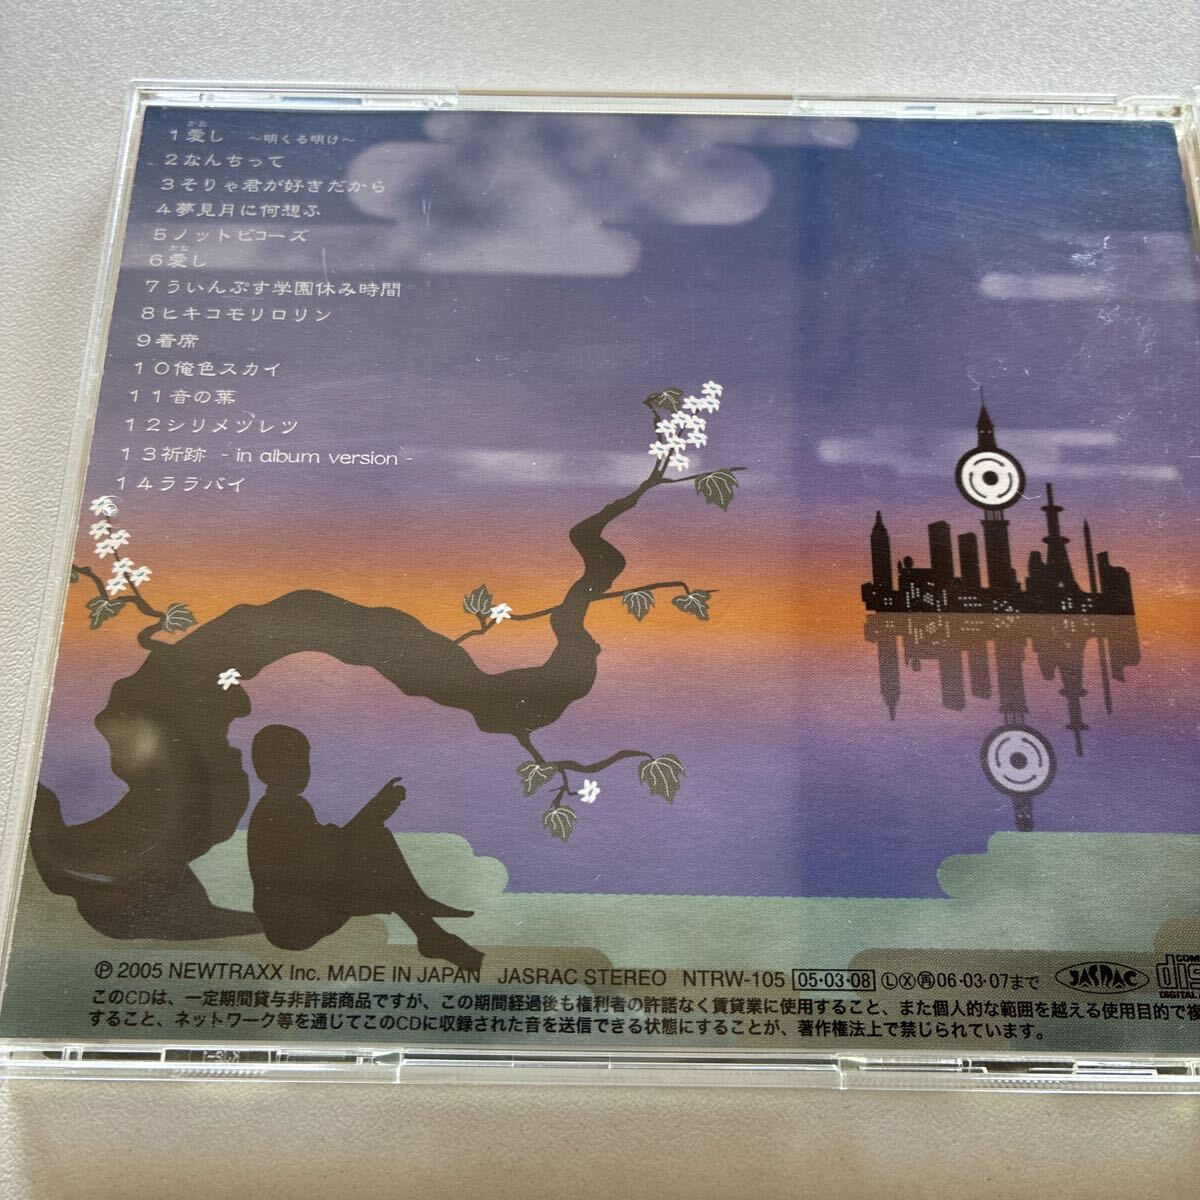 かな
1愛し ～明くる明け～
2なんちって
3そりゃ君が好きだから
4夢見月に何想ふ
5ノットビコーズ
かな
6愛し
7ういんぷす学園休み時間
8ヒキコモリロリン
9着席
10俺色スカイ
11音の葉
12シリメツレツ
13祈跡 - in album version -
14ララバイ
Ⓟ 2005 NEWTRAXX Inc. MADE IN JAPAN JASRAC STEREO NTRW-105 05・03・08 ⓁⓍ㊞06・03・07まで JASRAC
このCDは、一定期間貸与非許諾商品ですが、この期間経過後も権利者の許諾なく賃貸業に使用すること、また個人的な範囲を越える使用目的で複
すること、ネットワーク等を通じてこのCDに収録された音を送信できる状態にすることが、著作権法上で禁じられています。